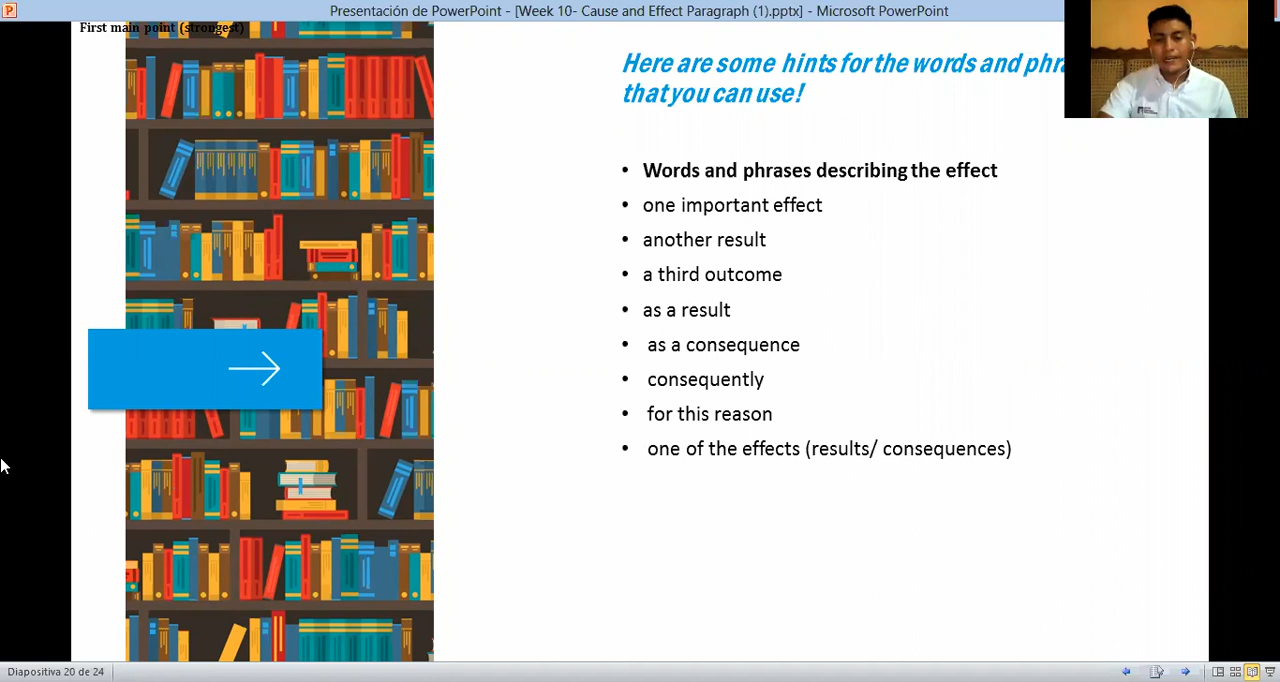 Presentación de PowerPoint - [Week 10- Cause and Effect Paragraph (1).pptx] - Microsoft PowerPoint
First main point (strongest)
Here are some hints for the words and
that you can use!
• Words and phrases describing the effect
• one important effect
• another result
• a third outcome
• as a result
• as a consequence
• consequently
• for this reason
• one of the effects (results/ consequences)
Diapositiva 20 de 24